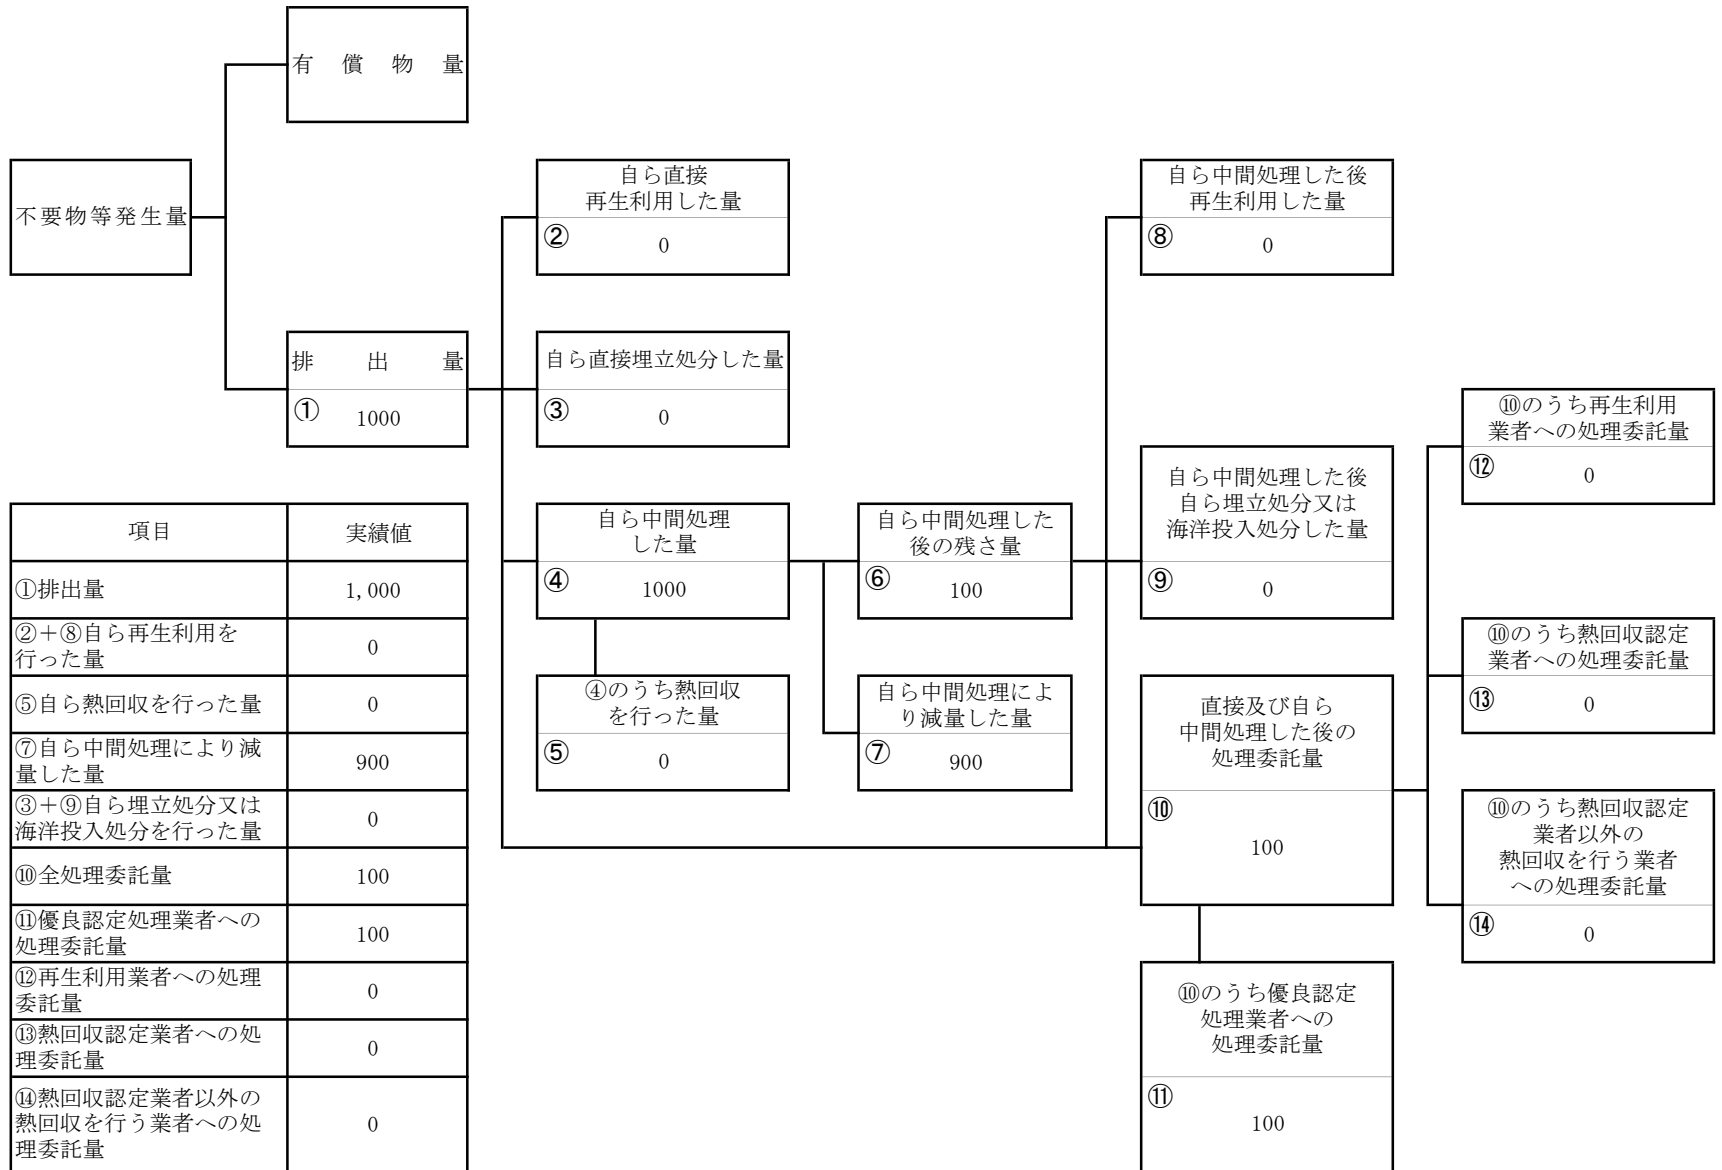 有償物量
不要物等発生量
排出量
① 1000
自ら直接
再生利用した量
② 0
自ら直接埋立処分した量
③ 0
自ら中間処理
した量
④ 1000
④のうち熱回収
を行った量
⑤ 0
自ら中間処理した
後の残さ量
⑥ 100
自ら中間処理によ
り減量した量
⑦ 900
自ら中間処理した後
再生利用した量
⑧ 0
自ら中間処理した後
自ら埋立処分又は
海洋投入処分した量
⑨ 0
直接及び自ら
中間処理した後の
処理委託量
⑩
100
⑩のうち優良認定
処理業者への
処理委託量
⑪
100
⑩のうち再生利用
業者への処理委託量
⑫ 0
⑩のうち熱回収認定
業者への処理委託量
⑬ 0
⑩のうち熱回収認定
業者以外の
熱回収を行う業者
への処理委託量
⑭ 0
項目 実績値
①排出量 1,000
②+⑧自ら再生利用を
行った量 0
⑤自ら熱回収を行った量 0
⑦自ら中間処理により減
量した量 900
③+⑨自ら埋立処分又は
海洋投入処分を行った量 0
⑩全処理委託量 100
⑪優良認定処理業者への
処理委託量 100
⑫再生利用業者への処理
委託量 0
⑬熱回収認定業者への処
理委託量 0
⑭熱回収認定業者以外の
熱回収を行う業者への処
理委託量 0